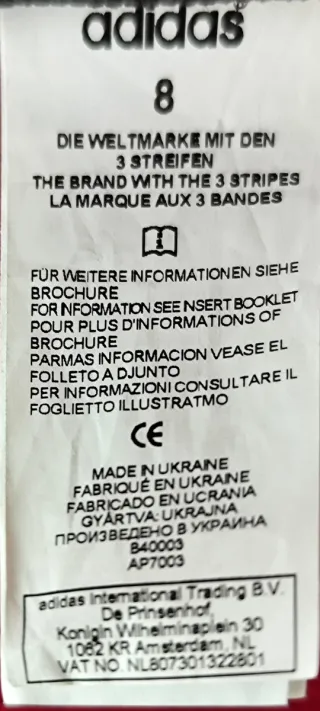 adidas
8
DIE WELTMARKE MIT DEN
3 STREIFEN
THE BRAND WITH THE 3 STRIPES
LA MARQUE AUX 3 BANDES
i
FÜR WEITERE INFORMATIONEN SIEHE
BROCHURE
FOR INFORMATION SEE NSERT BOOKLET
POUR PLUS D'INFORMATIONS OF
BROCHURE
PARMAS INFORMACION VEASE EL
FOLLETO A DJUNTO
PER INFORMAZIONI CONSULTARE IL
FOGLIETTO ILLUSTRATMO
CE
MADE IN UKRAINE
FABRIQUÉ EN UKRAINE
FABRICADO EN UCRANIA
GYÁRTVA: UKRAJNA
ПРОИЗВЕДЕНО В УКРАИНА
B40003
AP7003
adidas International Trading B.V.
De Prinsenhof,
Konigin Wilhelminaplein 30
1062 KR Amsterdam, NL
VAT NO. NL807301322B01